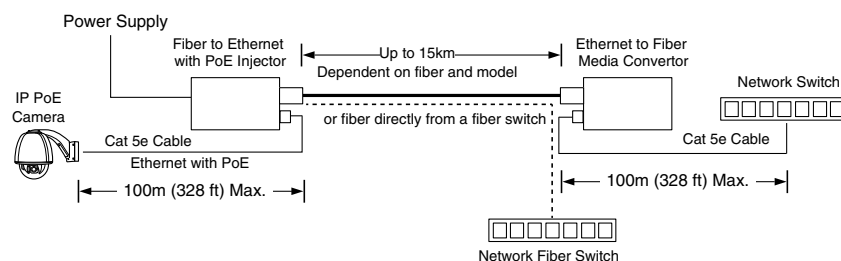 Power Supply
Fiber to Ethernet
with PoE Injector
Up to 15km
Dependent on fiber and model
Ethernet to Fiber
Media Convertor
Network Switch
IP PoE
Camera
or fiber directly from a fiber switch
Cat 5e Cable
Ethernet with PoE
Cat 5e Cable
100m (328 ft) Max.
100m (328 ft) Max.
Network Fiber Switch